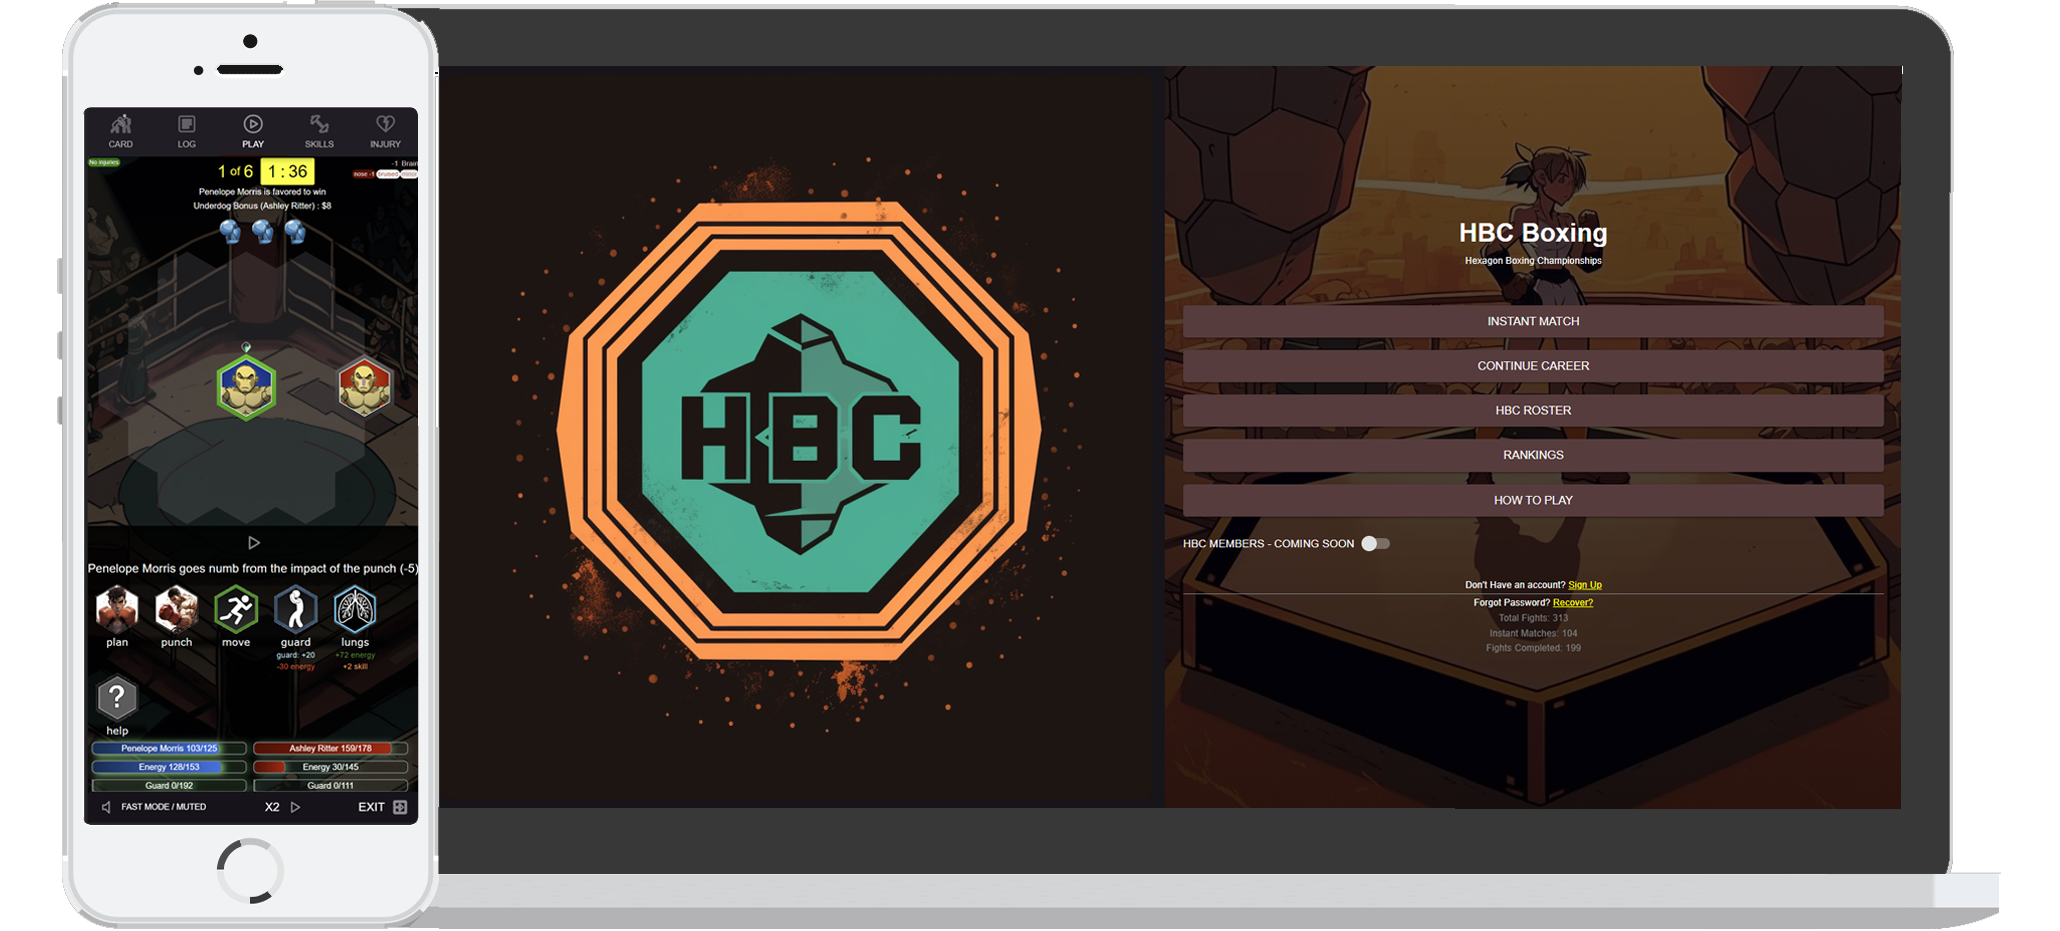 CARD LOG PLAY SKILLS INJURY
No injuries
1 of 6 1 : 36
-1 Brain
nose -1 bruised
Penelope Morris is favored to win
Underdog Bonus (Ashley Ritter) : $8
Penelope Morris goes numb from the impact of the punch (-5)
plan punch move guard lungs
guard: +20 +72 energy
-30 energy +2 skill
?
help
Penelope Morris 103/125 Ashley Ritter 159/178
Energy 128/153 Energy 30/145
Guard 0/192 Guard 0/111
FAST MODE / MUTED X2 EXIT
HBC
HBC Boxing
Hexagon Boxing Championships
INSTANT MATCH
CONTINUE CAREER
HBC ROSTER
RANKINGS
HOW TO PLAY
HBC MEMBERS - COMING SOON
Don't Have an account? Sign Up
Forgot Password? Recover?
Total Fights: 313
Instant Matches: 104
Fights Completed: 199